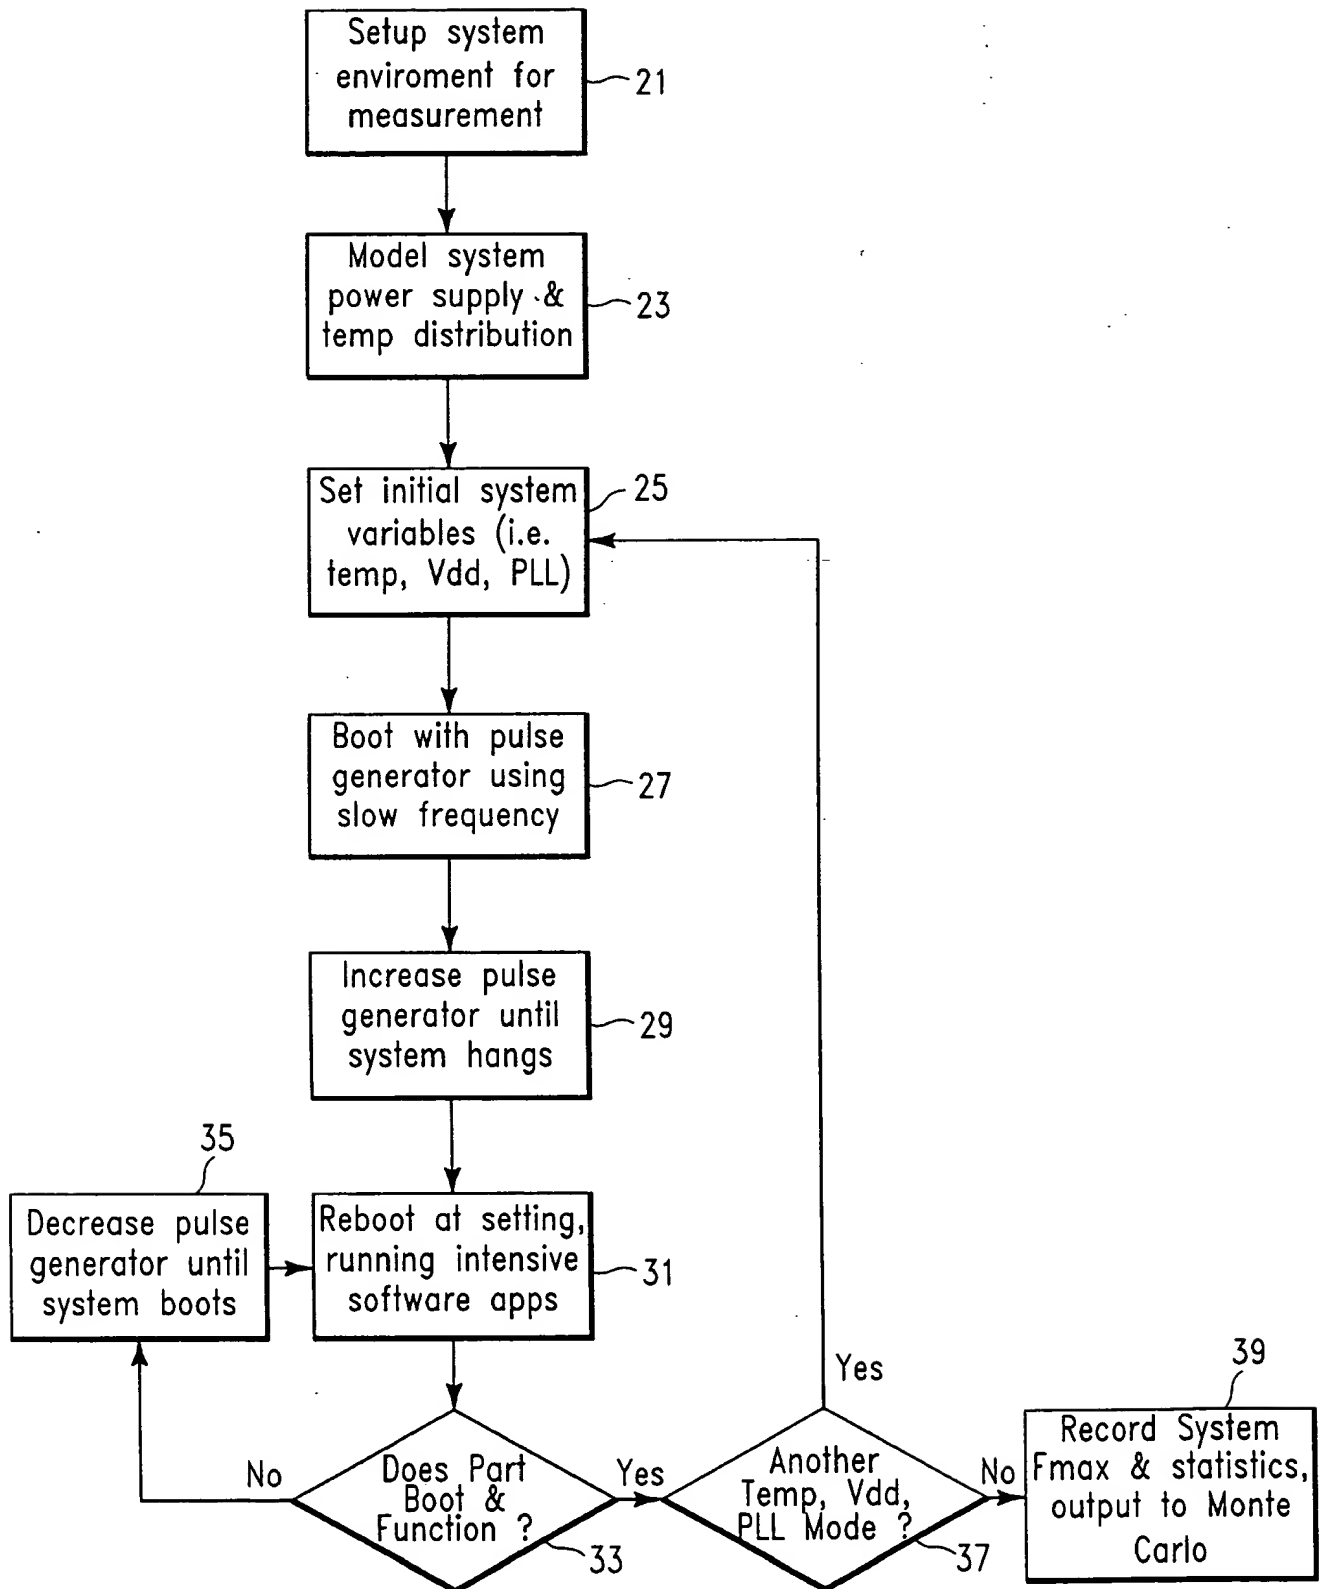 Setup system
enviroment for
measurement
21
Model system
power supply &
temp distribution
23
Set initial system
variables (i.e.
temp, Vdd, PLL)
25
Boot with pulse
generator using
slow frequency
27
Increase pulse
generator until
system hangs
29
35
Decrease pulse
generator until
system boots
Reboot at setting,
running intensive
software apps
31
Does Part
Boot &
Function ?
33
No
Yes
Another
Temp, Vdd,
PLL Mode ?
37
Yes
No
39
Record System
Fmax & statistics,
output to Monte
Carlo